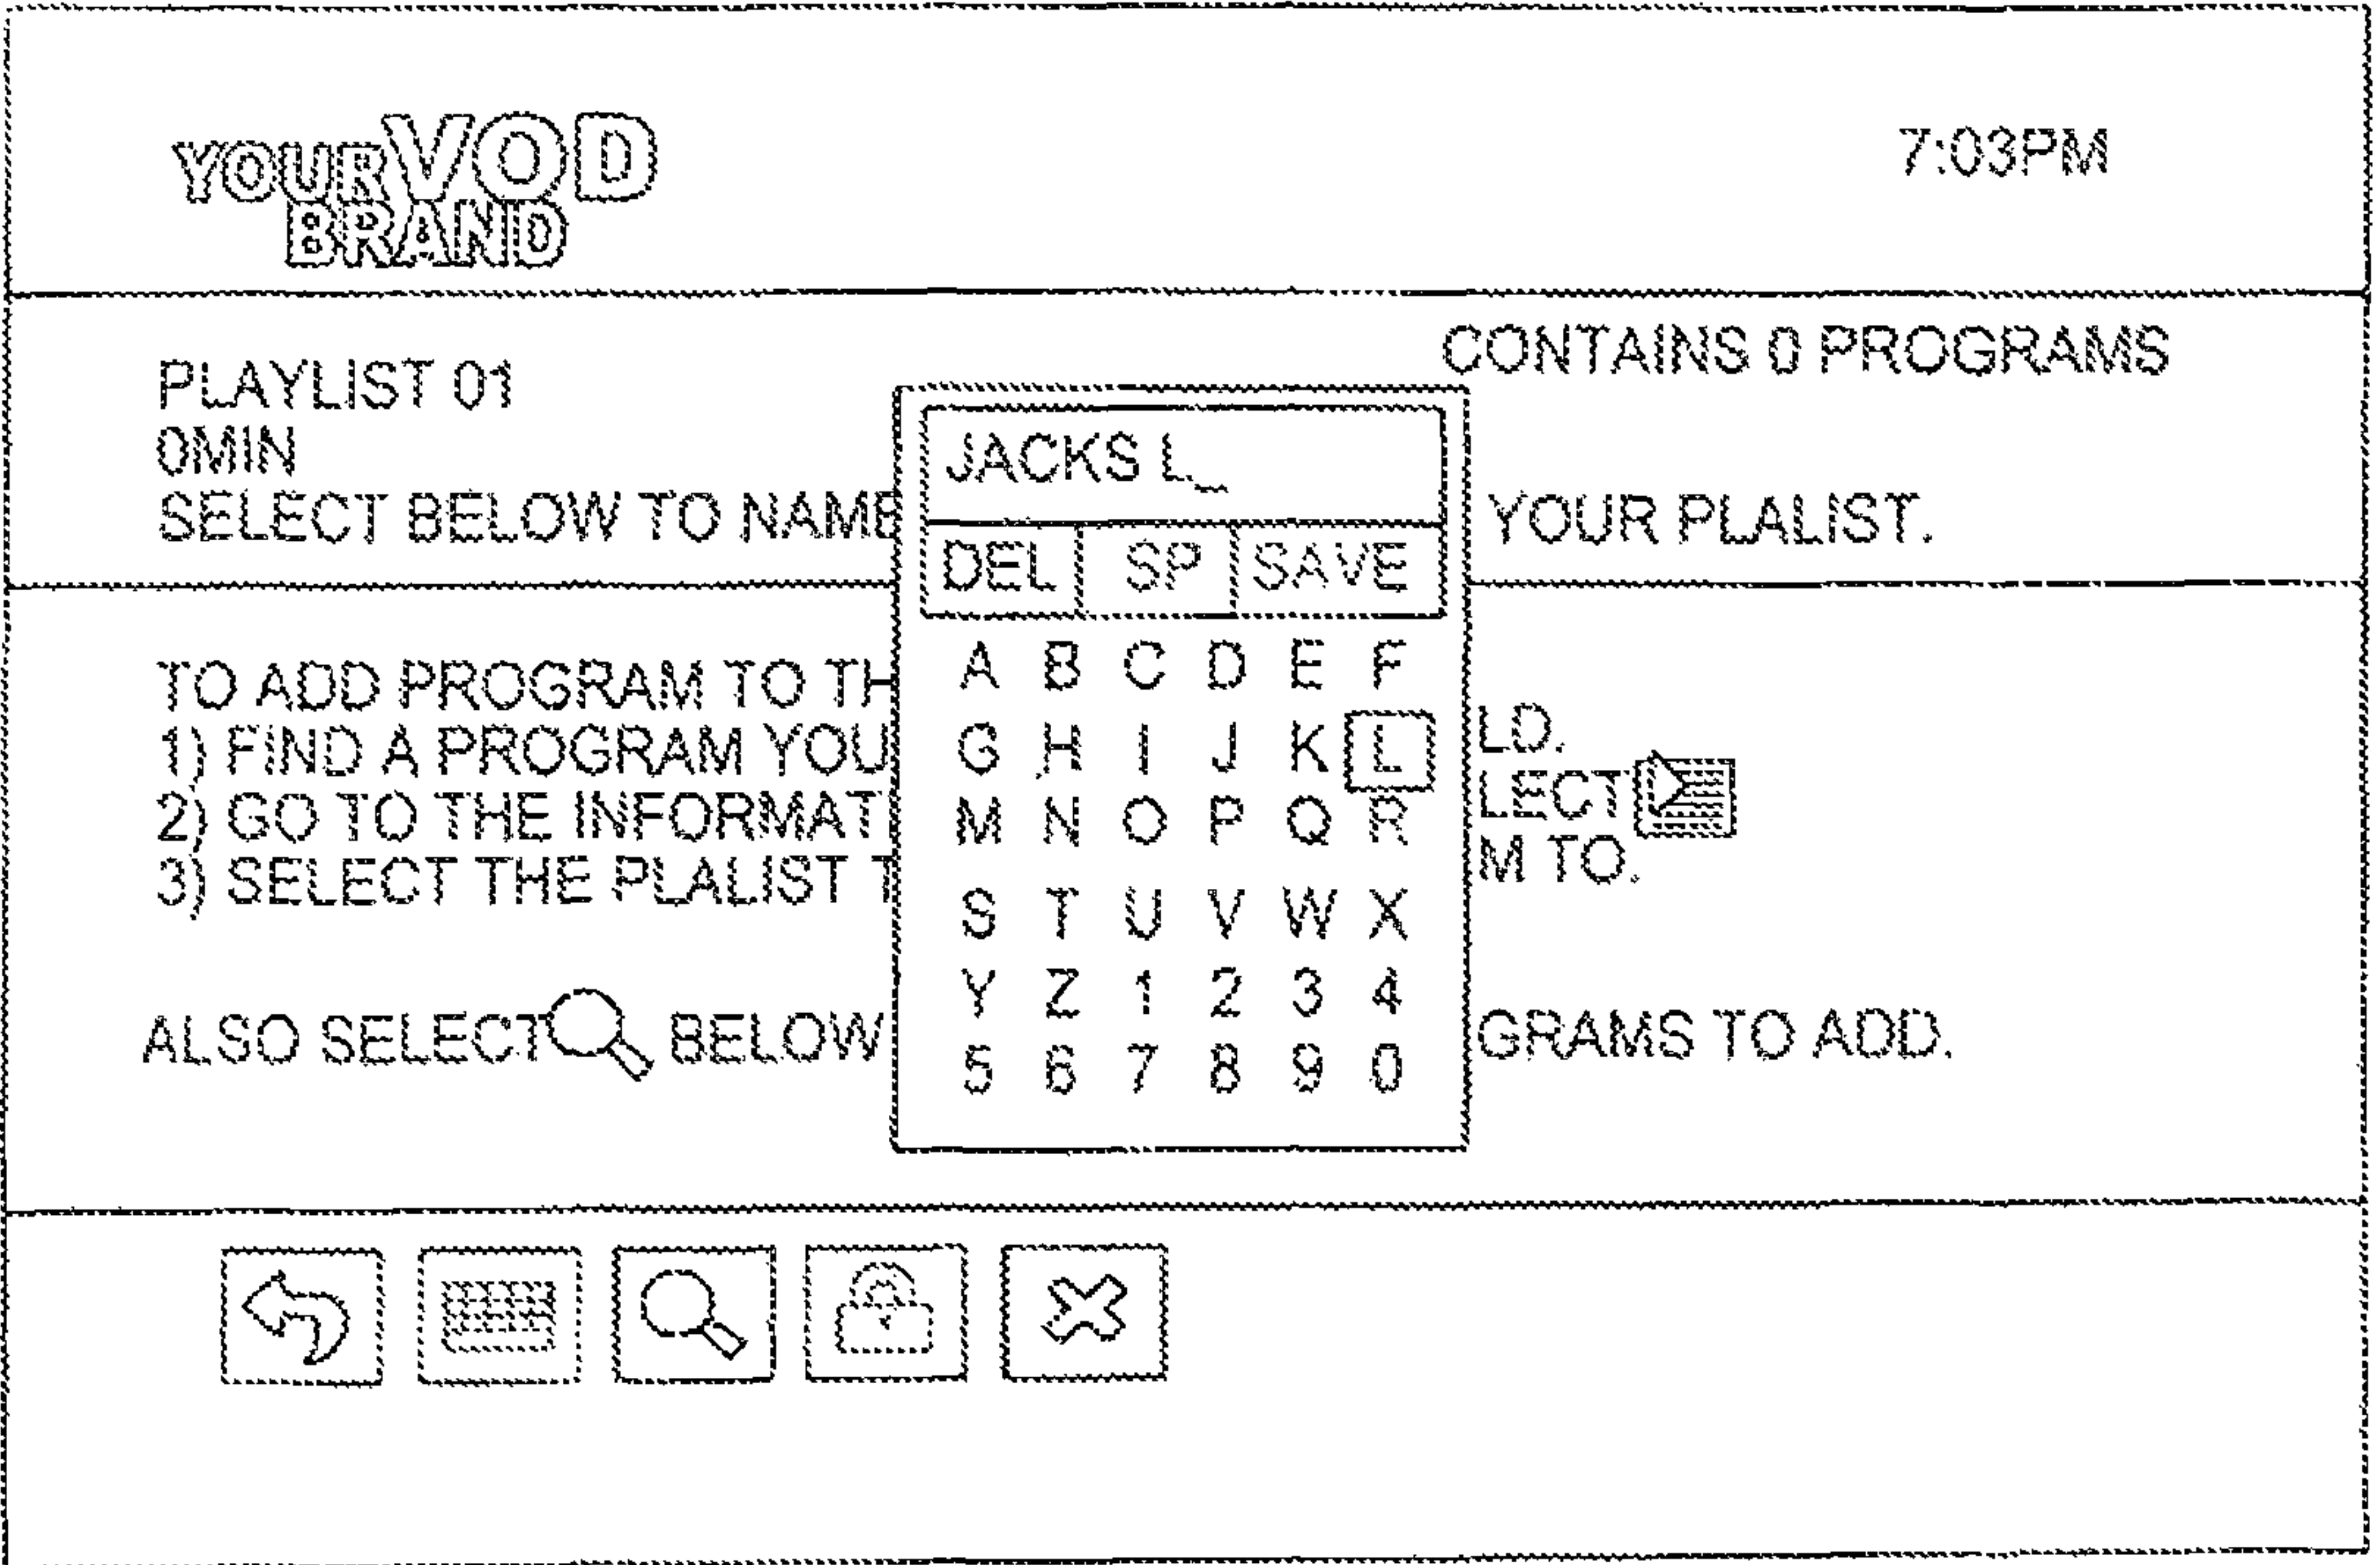 YOUR VOD
BRAND
7:03PM
CONTAINS 0 PROGRAMS
PLAYLIST 01
0MIN
SELECT BELOW TO NAME YOUR PLALIST.
JACKS L_
DEL SP SAVE
A B C D E F
G H I J K L
M N O P Q R
S T U V W X
Y Z 1 2 3 4
5 6 7 8 9 0
TO ADD PROGRAM TO TH
1) FIND A PROGRAM YOU LD.
2) GO TO THE INFORMATI LECT
3) SELECT THE PLALIST T M TO.
ALSO SELECT BELOW GRAMS TO ADD.